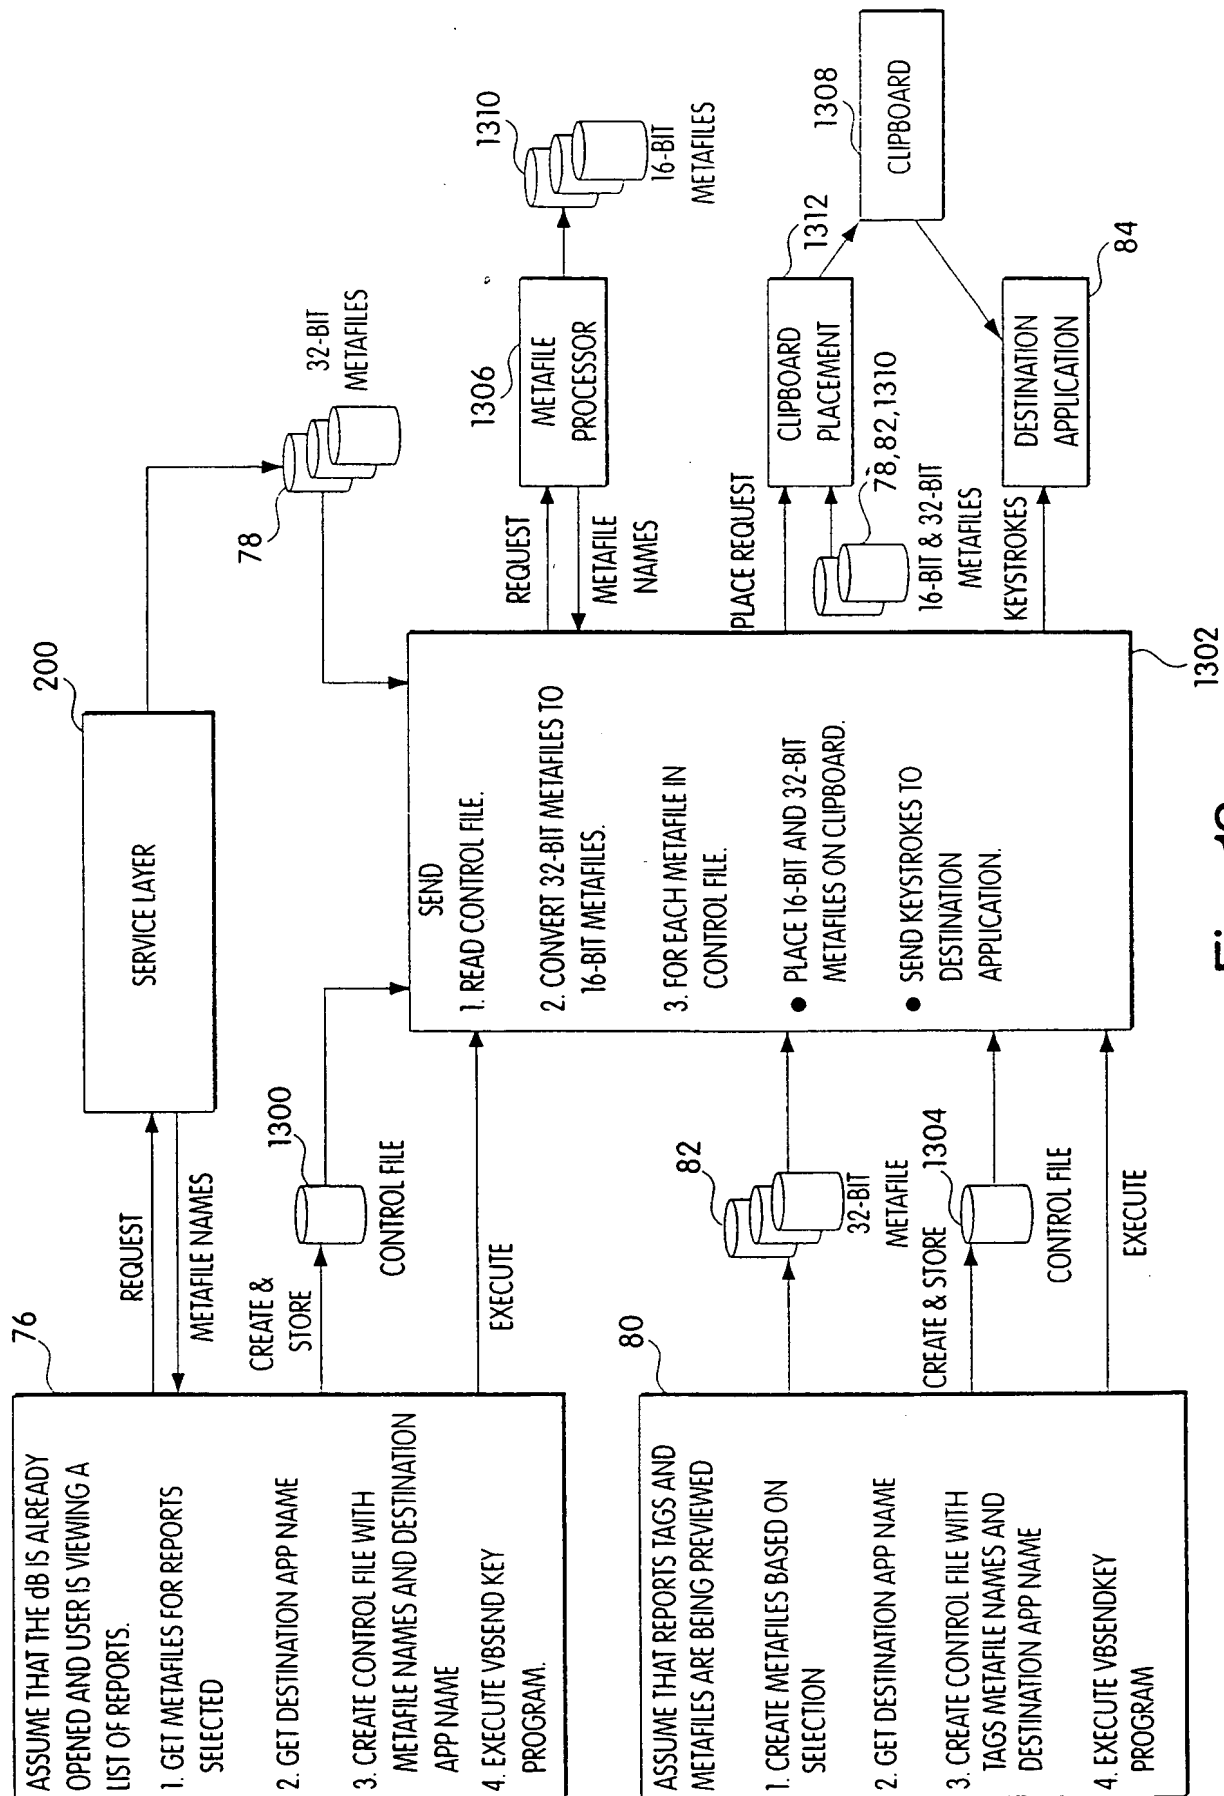 76
ASSUME THAT THE dB IS ALREADY
OPENED AND USER IS VIEWING A
LIST OF REPORTS.
1. GET METAFILES FOR REPORTS
SELECTED
2. GET DESTINATION APP NAME
3. CREATE CONTROL FILE WITH
METAFILE NAMES AND DESTINATION
APP NAME
4. EXECUTE VBSEND KEY
PROGRAM.
REQUEST
METAFILE NAMES
200
SERVICE LAYER
78
32-BIT
METAFILES
CREATE &
STORE
1300
CONTROL FILE
EXECUTE
80
ASSUME THAT REPORTS TAGS AND
METAFILES ARE BEING PREVIEWED
1. CREATE METAFILES BASED ON
SELECTION
2. GET DESTINATION APP NAME
3. CREATE CONTROL FILE WITH
TAGS METAFILE NAMES AND
DESTINATION APP NAME
4. EXECUTE VBSENDKEY
PROGRAM
82
32-BIT
METAFILE
CREATE & STORE
1304
CONTROL FILE
EXECUTE
SEND
1. READ CONTROL FILE.
2. CONVERT 32-BIT METAFILES TO
16-BIT METAFILES.
3. FOR EACH METAFILE IN
CONTROL FILE.
● PLACE 16-BIT AND 32-BIT
METAFILES ON CLIPBOARD.
● SEND KEYSTROKES TO
DESTINATION
APPLICATION.
1302
REQUEST
METAFILE
NAMES
1306
METAFILE
PROCESSOR
1310
16-BIT
METAFILES
PLACE REQUEST
CLIPBOARD
PLACEMENT
1312
78,82,1310
16-BIT & 32-BIT
METAFILES
1308
CLIPBOARD
KEYSTROKES
DESTINATION
APPLICATION
84